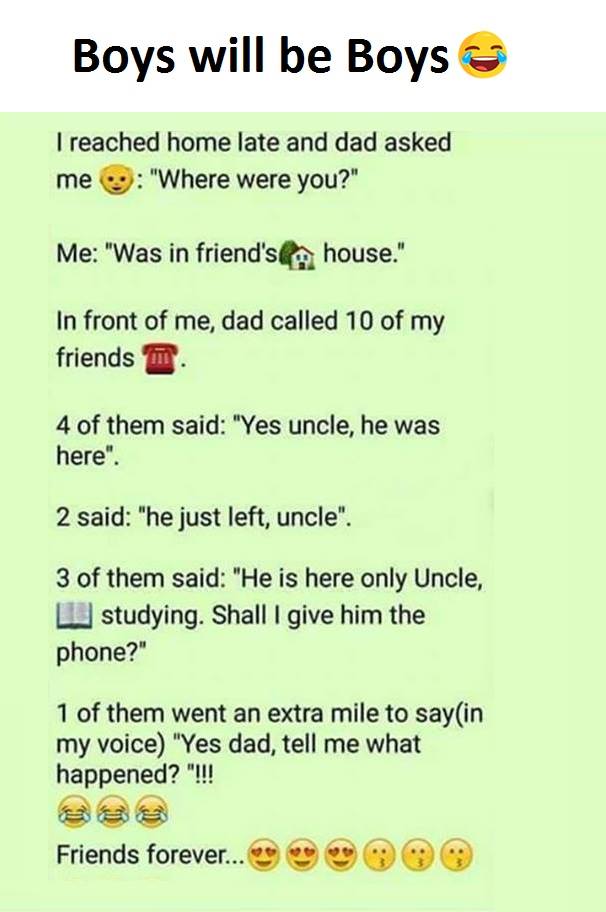 Boys will be Boys😂
I reached home late and dad asked
me 👴: "Where were you?"
Me: "Was in friend's🏡 house."
In front of me, dad called 10 of my
friends ☎️.
4 of them said: "Yes uncle, he was
here".
2 said: "he just left, uncle".
3 of them said: "He is here only Uncle,
📖 studying. Shall I give him the
phone?"
1 of them went an extra mile to say(in
my voice) "Yes dad, tell me what
happened? "!!!
😂😂😂
Friends forever...😍😍😍😗😗😗